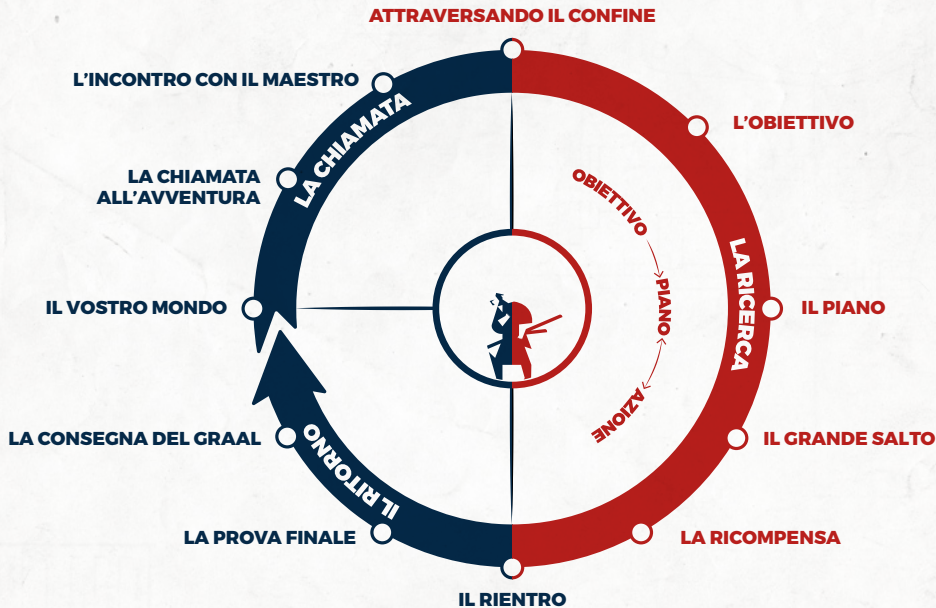 ATTRAVERSANDO IL CONFINE
L'INCONTRO CON IL MAESTRO
LA CHIAMATA
L'OBIETTIVO
LA CHIAMATA
ALL'AVVENTURA
OBIETTIVO
LA RICERCA
PIANO
IL VOSTRO MONDO
IL PIANO
AZIONE
LA CONSEGNA DEL GRAAL
IL RITORNO
IL GRANDE SALTO
LA PROVA FINALE
LA RICOMPENSA
IL RIENTRO